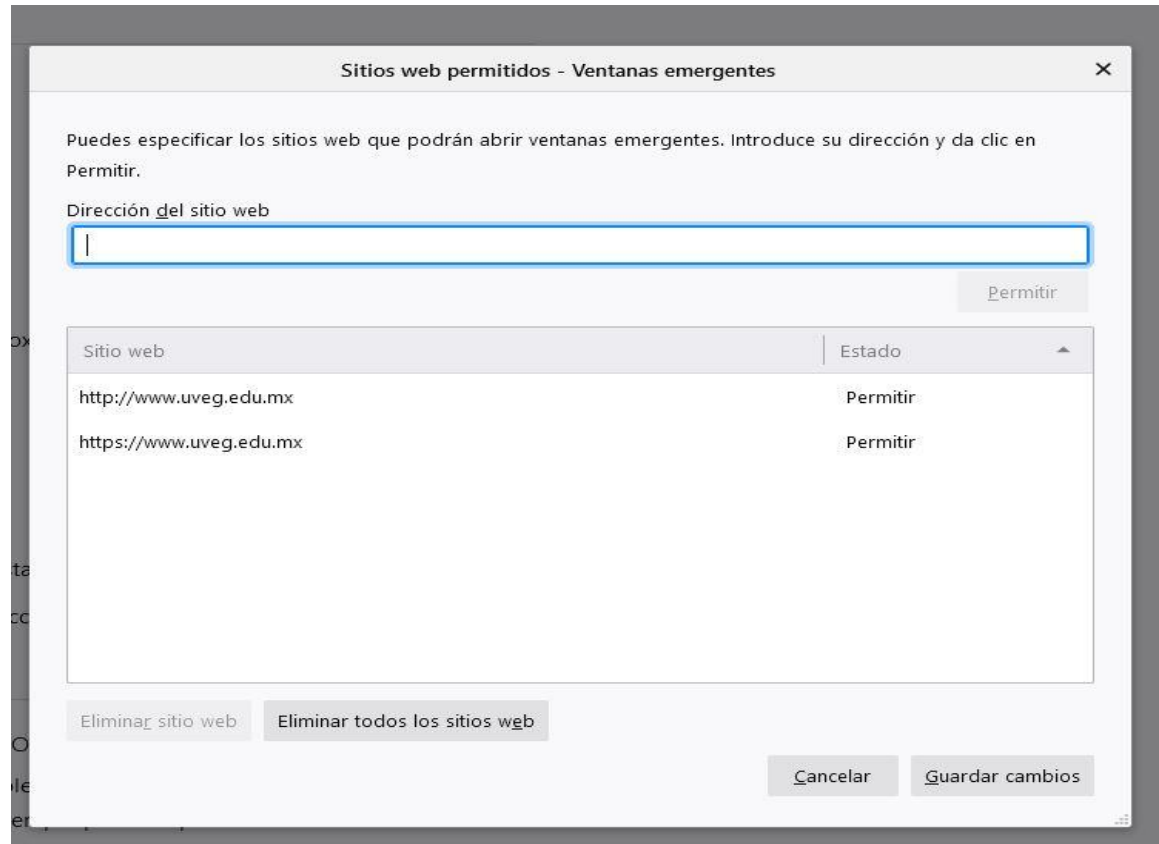 Sitios web permitidos - Ventanas emergentes
Puedes especificar los sitios web que podrán abrir ventanas emergentes. Introduce su dirección y da clic en
Permitir.
Dirección del sitio web
Permitir
Sitio web Estado
http://www.uveg.edu.mx Permitir
https://www.uveg.edu.mx Permitir
Eliminar sitio web Eliminar todos los sitios web
Cancelar Guardar cambios